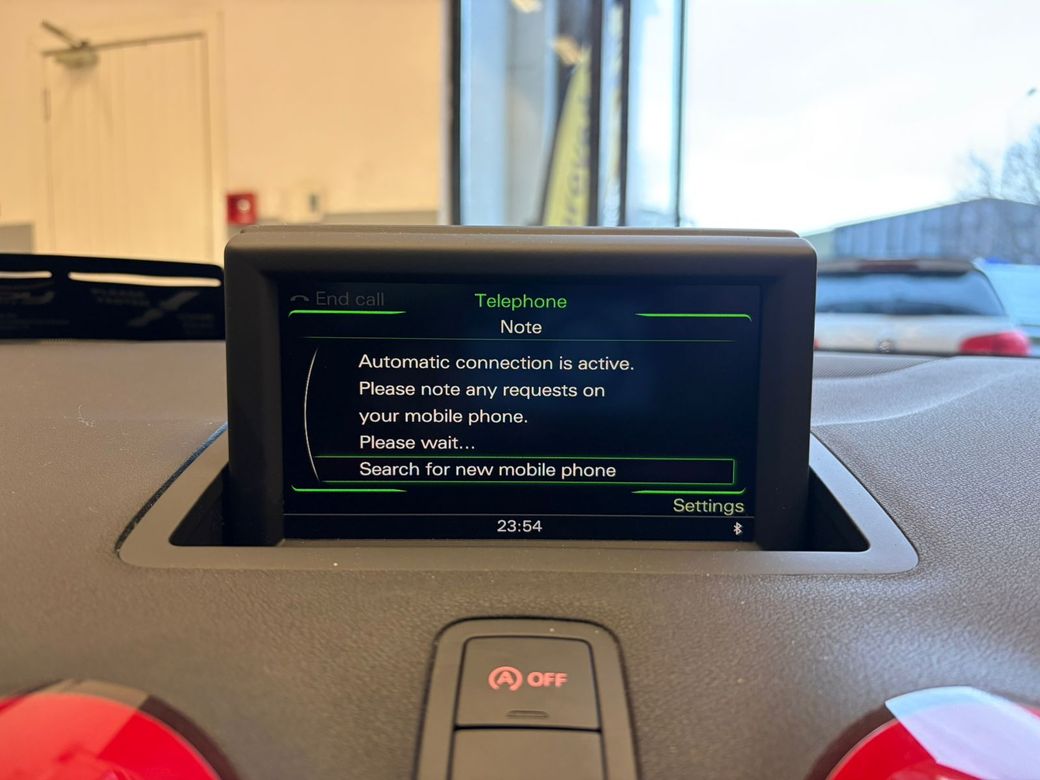 End call
Telephone
Note
Automatic connection is active.
Please note any requests on
your mobile phone.
Please wait...
Search for new mobile phone
Settings
23:54
A OFF